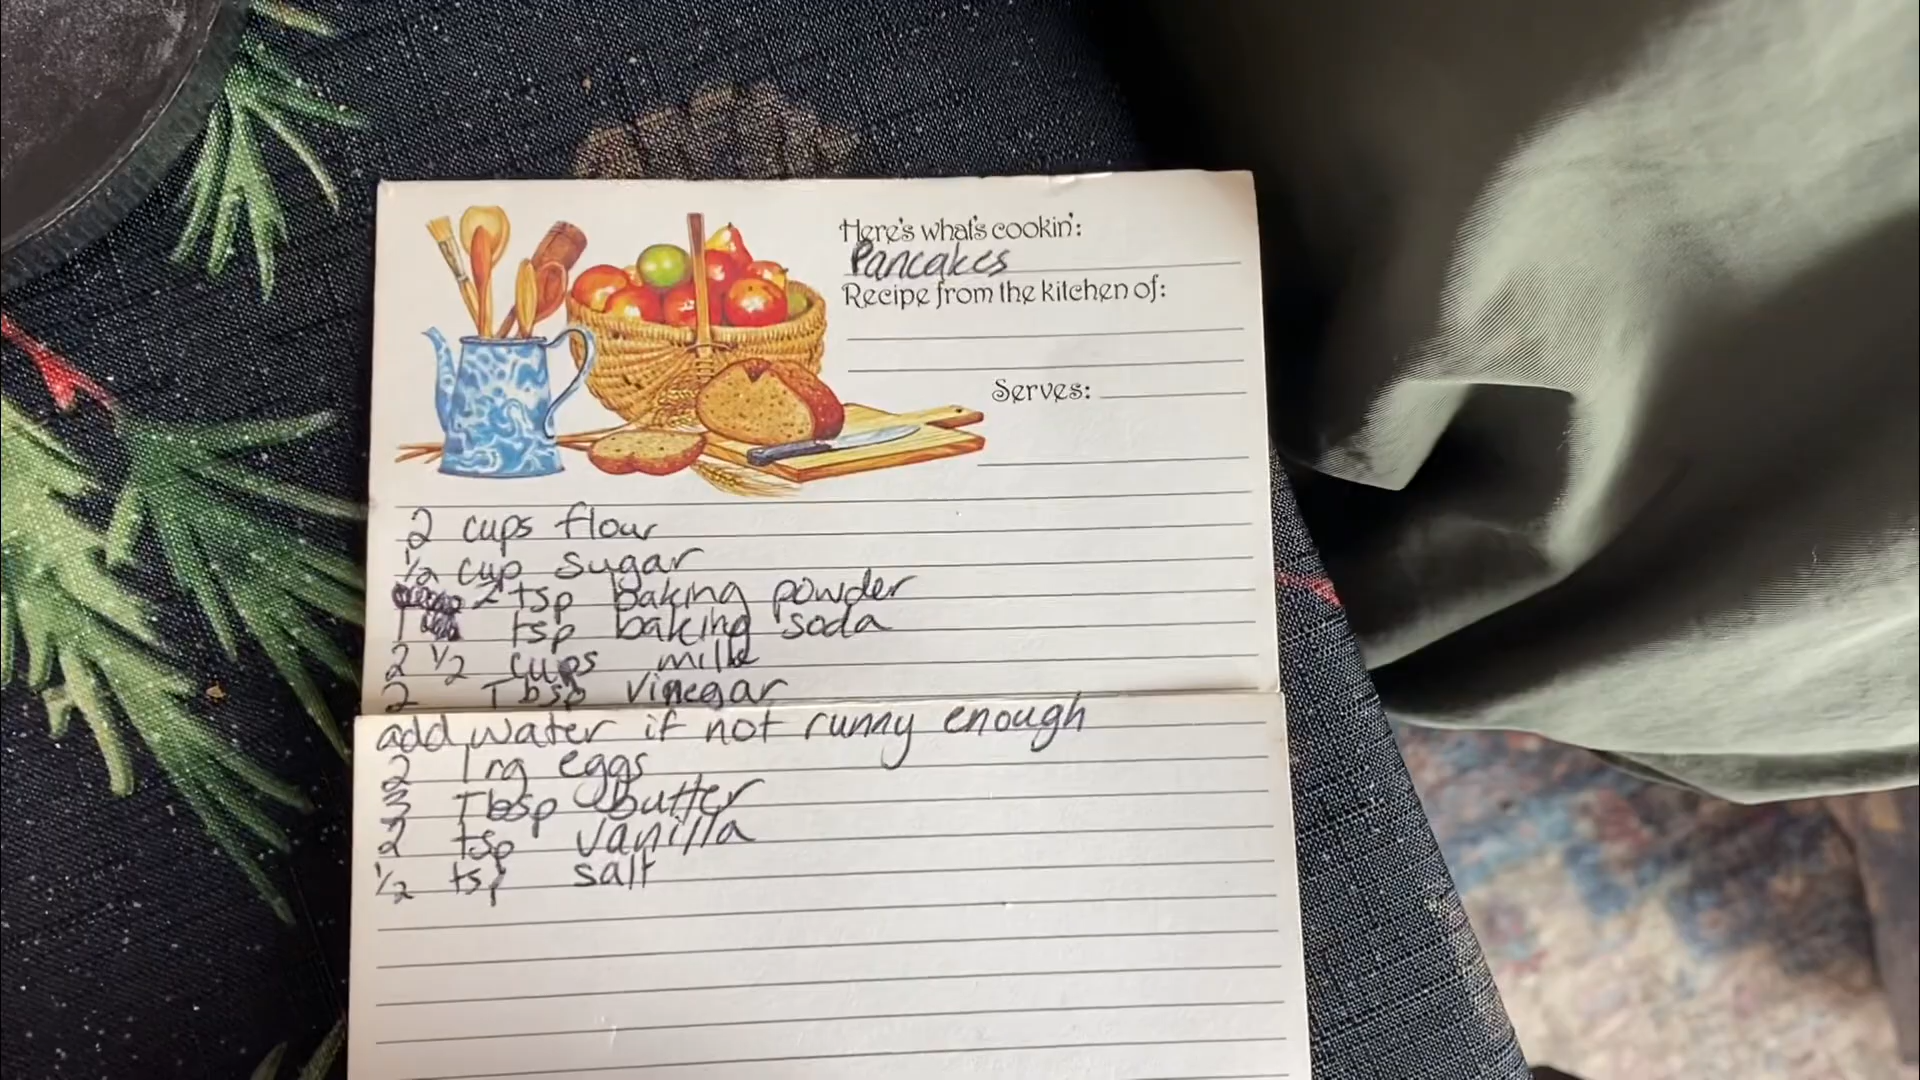 Here's what's cookin':
Pancakes
Recipe from the kitchen of:
Serves:
2 cups flour
1/2 cup sugar
2 tsp baking powder
1 tsp baking soda
2 1/2 cups milk
2 Tbsp vinegar
add water if not runny enough
2 lrg eggs
3 Tbsp butter
2 tsp vanilla
1/2 tsp salt